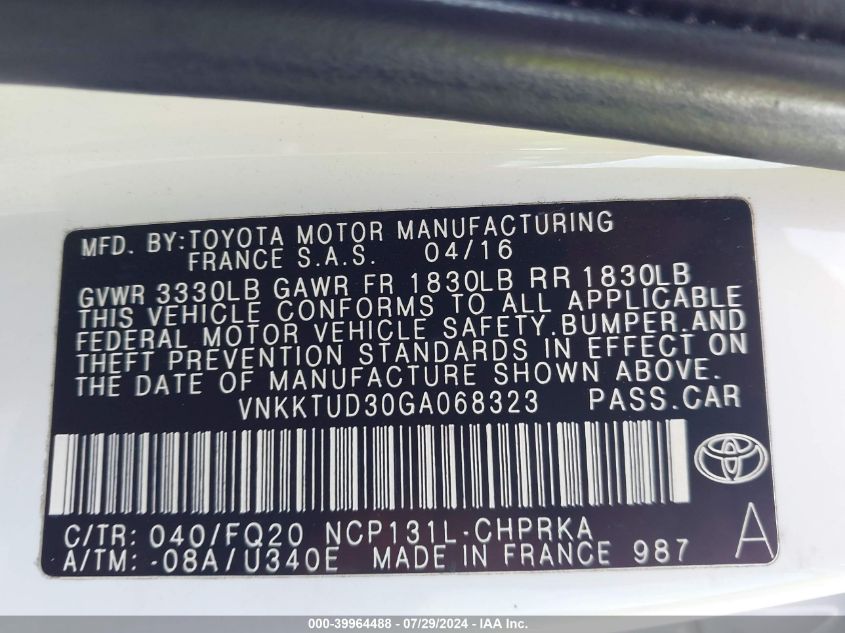 MFD. BY:TOYOTA MOTOR MANUFACTURING
FRANCE S.A.S. 04/16
GVWR 3330LB GAWR FR 1830LB RR 1830LB
THIS VEHICLE CONFORMS TO ALL APPLICABLE
FEDERAL MOTOR VEHICLE SAFETY.BUMPER.AND
THEFT PREVENTION STANDARDS IN EFFECT ON
THE DATE OF MANUFACTURE SHOWN ABOVE.
VNKKTUD30GA068323 PASS.CAR
C/TR: 040/FQ20 NCP131L-CHPRKA
A/TM: -08A/U340E MADE IN FRANCE 987
A
000-39964488 - 07/29/2024 - IAA Inc.